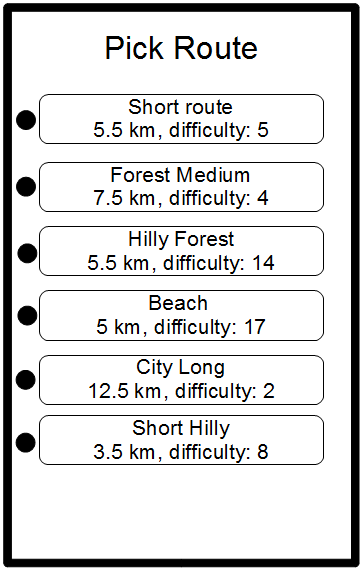 Pick Route
Short route
5.5 km, difficulty: 5
Forest Medium
7.5 km, difficulty: 4
Hilly Forest
5.5 km, difficulty: 14
Beach
5 km, difficulty: 17
City Long
12.5 km, difficulty: 2
Short Hilly
3.5 km, difficulty: 8